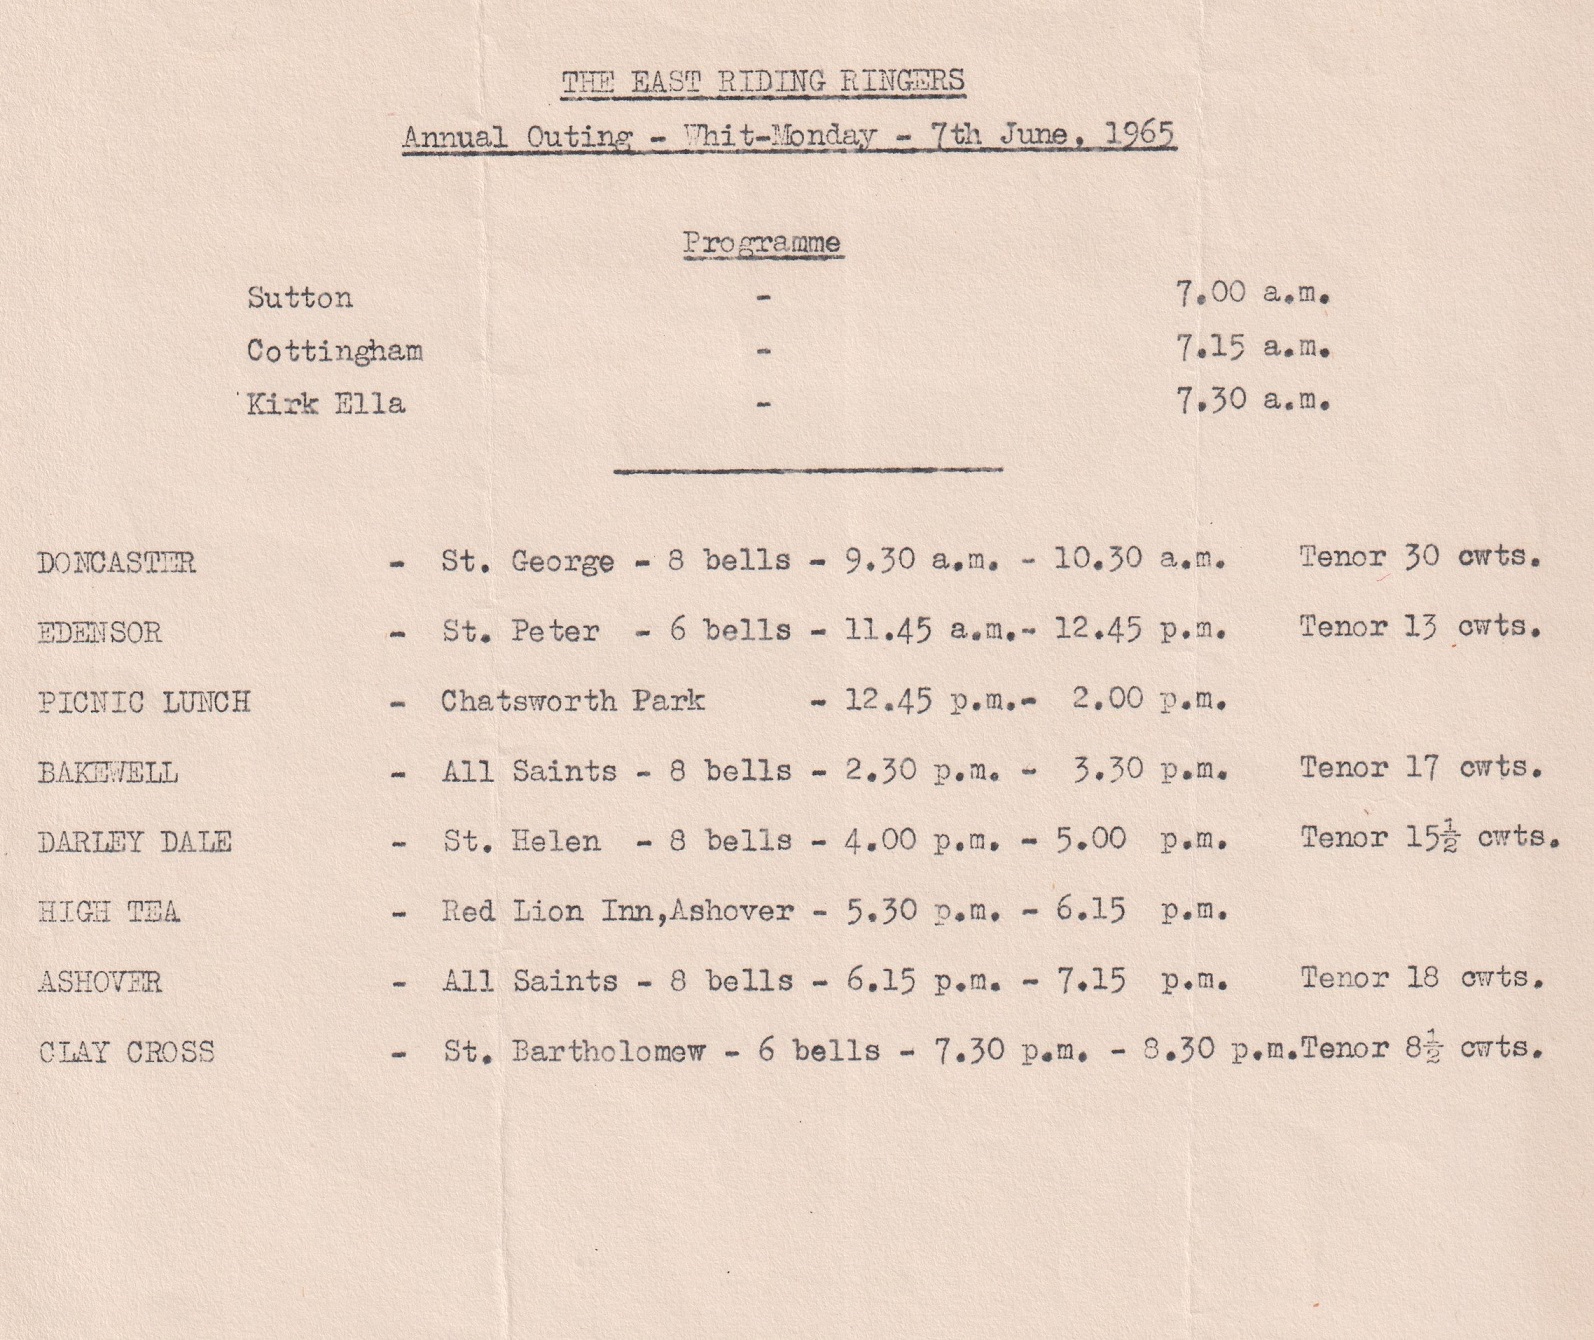 THE EAST RIDING RINGERS
Annual Outing - Whit-Monday - 7th June, 1965
Programme
Sutton - 7.00 a.m.
Cottingham - 7.15 a.m.
Kirk Ella - 7.30 a.m.
DONCASTER - St. George - 8 bells - 9.30 a.m. - 10.30 a.m. Tenor 30 cwts.
EDENSOR - St. Peter - 6 bells - 11.45 a.m.- 12.45 p.m. Tenor 13 cwts.
PICNIC LUNCH - Chatsworth Park - 12.45 p.m.- 2.00 p.m.
BAKEWELL - All Saints - 8 bells - 2.30 p.m. - 3.30 p.m. Tenor 17 cwts.
DARLEY DALE - St. Helen - 8 bells - 4.00 p.m. - 5.00 p.m. Tenor 15½ cwts.
HIGH TEA - Red Lion Inn,Ashover - 5.30 p.m. - 6.15 p.m.
ASHOVER - All Saints - 8 bells - 6.15 p.m. - 7.15 p.m. Tenor 18 cwts.
CLAY CROSS - St. Bartholomew - 6 bells - 7.30 p.m. - 8.30 p.m.Tenor 8½ cwts.